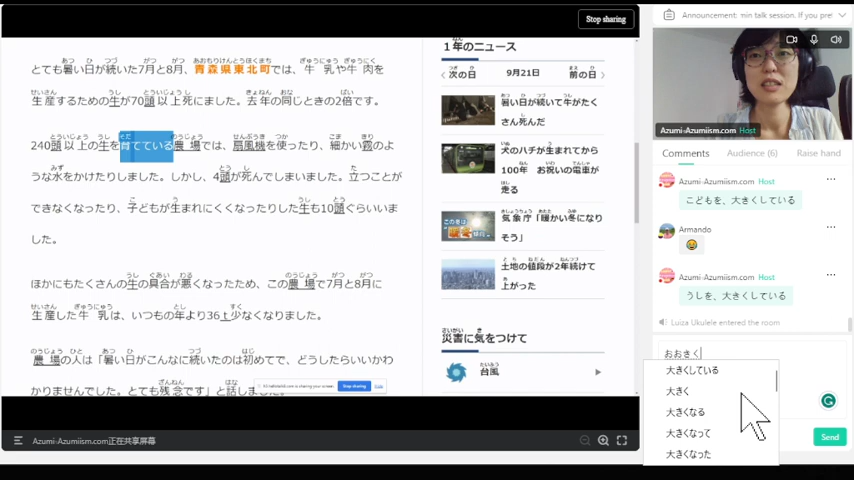 Stop sharing
とても暑い日が続いた7月と8月、青森県東北町では、牛乳や牛肉を
生産するための牛が70頭以上死にました。去年の同じときの2倍です。
240頭以上の牛を育てている農場では、扇風機を使ったり、細かい霧のよ
うな水をかけたりしました。しかし、4頭が死んでしまいました。立つことが
できなくなったり、子どもが生まれにくくなったりした牛も10頭ぐらいいま
した。
ほかにもたくさんの牛の具合が悪くなったため、この農場で7月と8月に
生産した牛乳は、いつもの年より36t少なくなりました。
農場の人は「暑い日がこんなに続いたのは初めてで、どうしたらいいかわ
かりませんでした。とても残念です」と話しました。
Stop sharing
Hide
1年のニュース
次の日
9月21日
前の日
暑い日が続いて牛がたく
さん死んだ
犬のハチが生まれてから
100年 お祝いの電車が
走る
気象庁「暖かい冬になり
そう」
土地の値段が2年続けて
上がった
災害に気をつけて
台風
Azumi-Azumiism.com正在共享屏幕
Announcement: min talk session. If you pre
Azumi-Azumiism.com Host
Comments
Audience (6)
Raise hand
Azumi-Azumiism.com Host
こどもを、大きくしている
Armando
Azumi-Azumiism.com Host
うしを、大きくしている
Luiza Ukulele entered the room
おおきく
大きくしている
大きく
大きくなる
大きくなって
大きくなった
Send